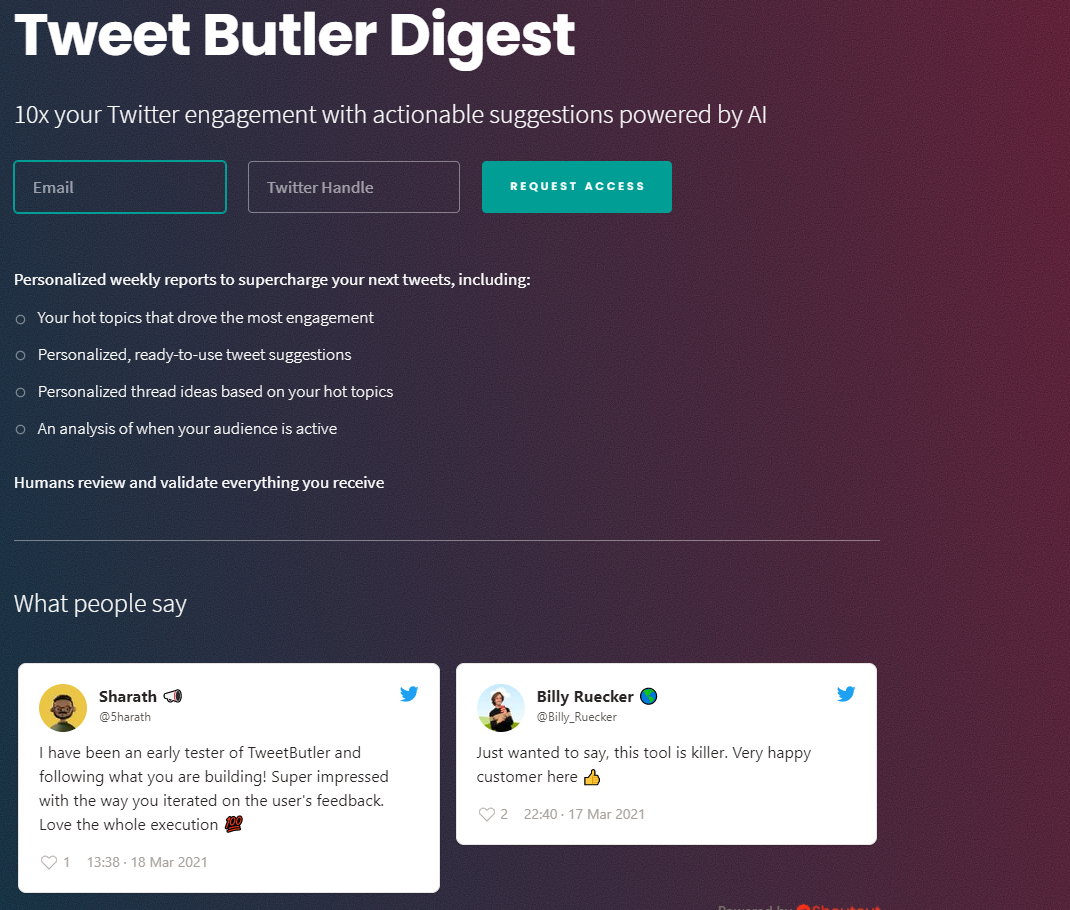 Tweet Butler Digest
10x your Twitter engagement with actionable suggestions powered by AI
Email
Twitter Handle
REQUEST ACCESS
Personalized weekly reports to supercharge your next tweets, including:
Your hot topics that drove the most engagement
Personalized, ready-to-use tweet suggestions
Personalized thread ideas based on your hot topics
An analysis of when your audience is active
Humans review and validate everything you receive
What people say
Sharath 📣
@5harath
I have been an early tester of TweetButler and
following what you are building! Super impressed
with the way you iterated on the user's feedback.
Love the whole execution 💯
1 13:38 · 18 Mar 2021
Billy Ruecker 🌎
@Billy_Ruecker
Just wanted to say, this tool is killer. Very happy
customer here 👍
2 22:40 · 17 Mar 2021
Powered by Shoutout